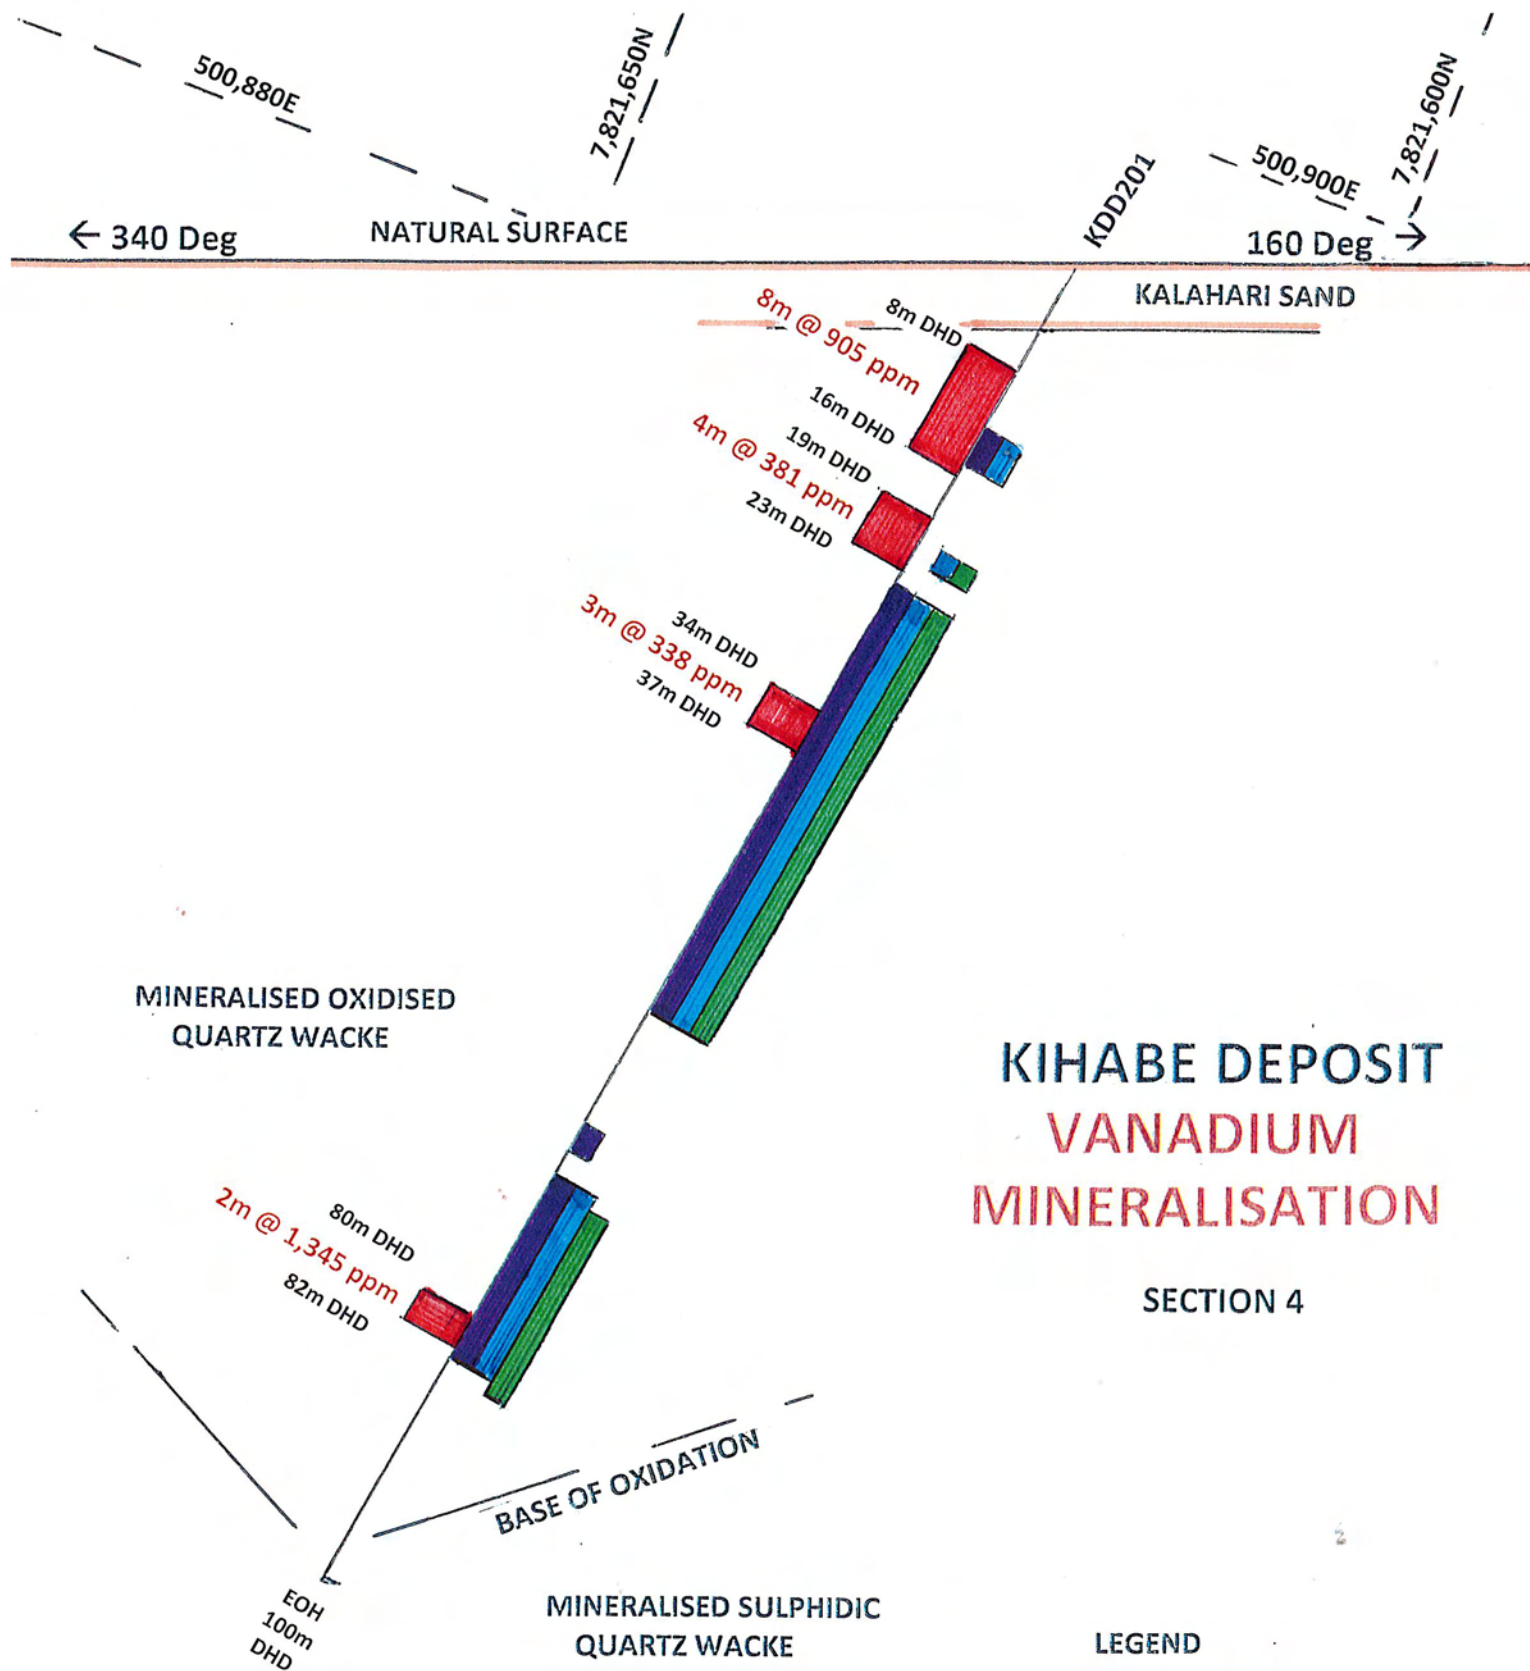 500,880E
7,821,650N
7,821,600N
500,900E
KDD201
← 340 Deg
NATURAL SURFACE
160 Deg →
KALAHARI SAND
8m DHD
8m @ 905 ppm
16m DHD
19m DHD
4m @ 381 ppm
23m DHD
34m DHD
3m @ 338 ppm
37m DHD
MINERALISED OXIDISED
QUARTZ WACKE
KIHABE DEPOSIT
VANADIUM
MINERALISATION
SECTION 4
80m DHD
2m @ 1,345 ppm
82m DHD
BASE OF OXIDATION
EOH
100m
DHD
MINERALISED SULPHIDIC
QUARTZ WACKE
LEGEND